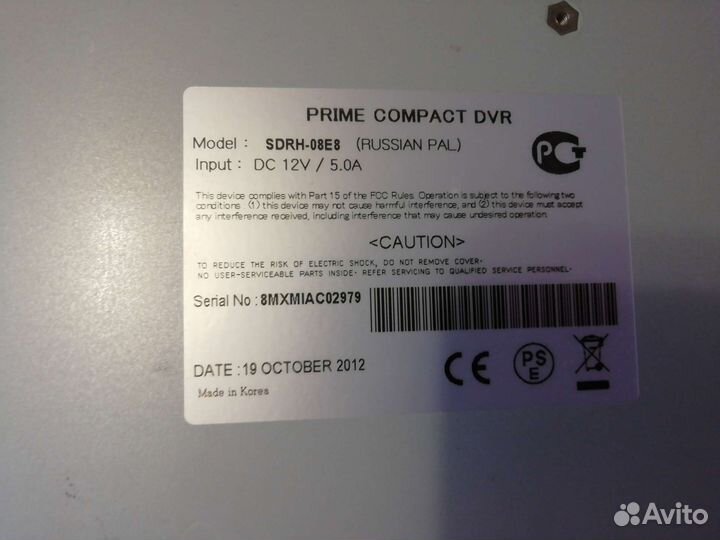 PRIME COMPACT DVR
Model : SDRH-08E8 (RUSSIAN PAL)
Input : DC 12V / 5.0A
РСТ
This device complies with Part 15 of the FCC Rules. Operation is subject to the following two
conditions. (1) this device may not cause harmful interference, and (2) this device must accept
any interference received, including interference that may cause undesired operation.
<CAUTION>
TO REDUCE THE RISK OF ELECTRIC SHOCK, DO NOT REMOVE COVER.
NO USER-SERVICEABLE PARTS INSIDE. REFER SERVICING TO QUALIFIED SERVICE PERSONNEL.
Serial No : 8MXMIAC02979
DATE : 19 OCTOBER 2012
CE
PS
E
Made in Korea
Avito